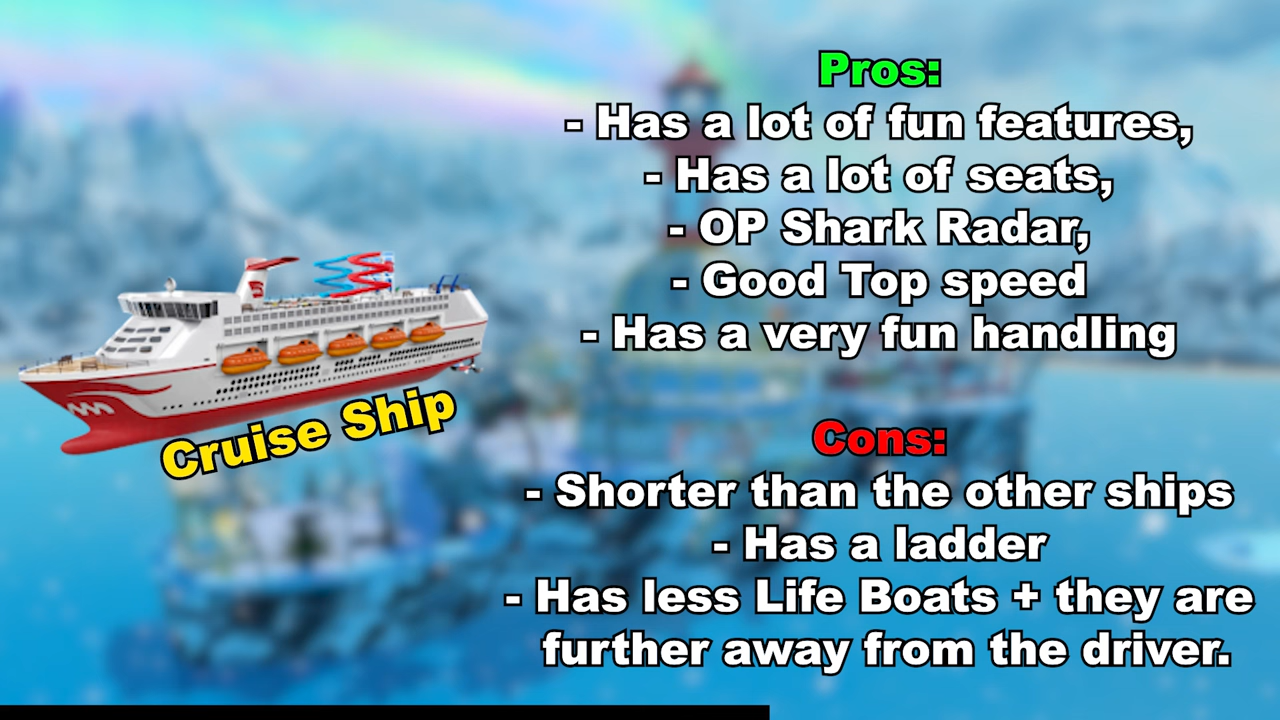 Pros:
- Has a lot of fun features,
- Has a lot of seats,
- OP Shark Radar,
- Good Top speed
- Has a very fun handling
Cruise Ship
Cons:
- Shorter than the other ships
- Has a ladder
- Has less Life Boats + they are
further away from the driver.